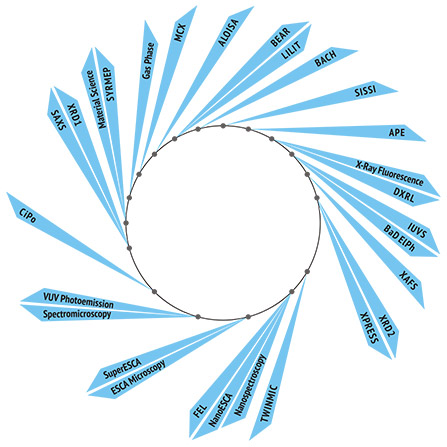 ALOISA
BEAR
LILIT
BACH
SISSI
APE
X-Ray Fluorescence
DXRL
IUVS
BaD ElPh
XAFS
XRD2
XPRESS
TWINMIC
Nanospectroscopy
NanoESCA
FEL
ESCA Microscopy
SuperESCA
Spectromicroscopy
VUV Photoemission
CiPo
SAXS
XRD1
Material Science
SYRMEP
Gas Phase
MCX